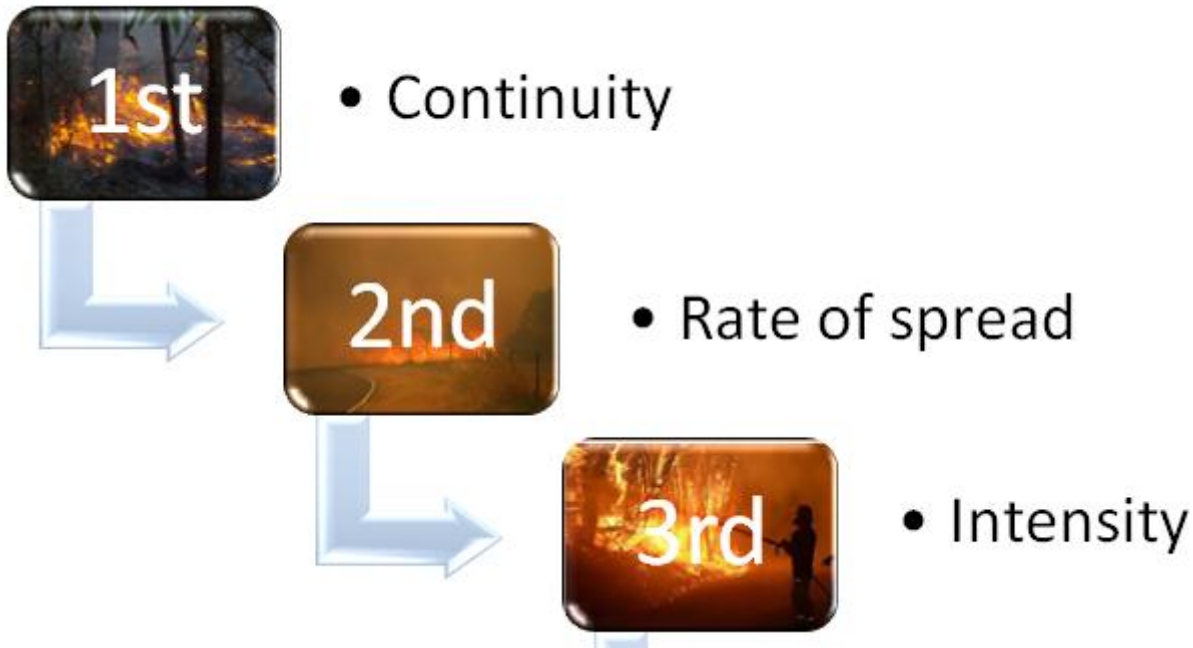 1st
• Continuity
2nd
• Rate of spread
3rd
• Intensity